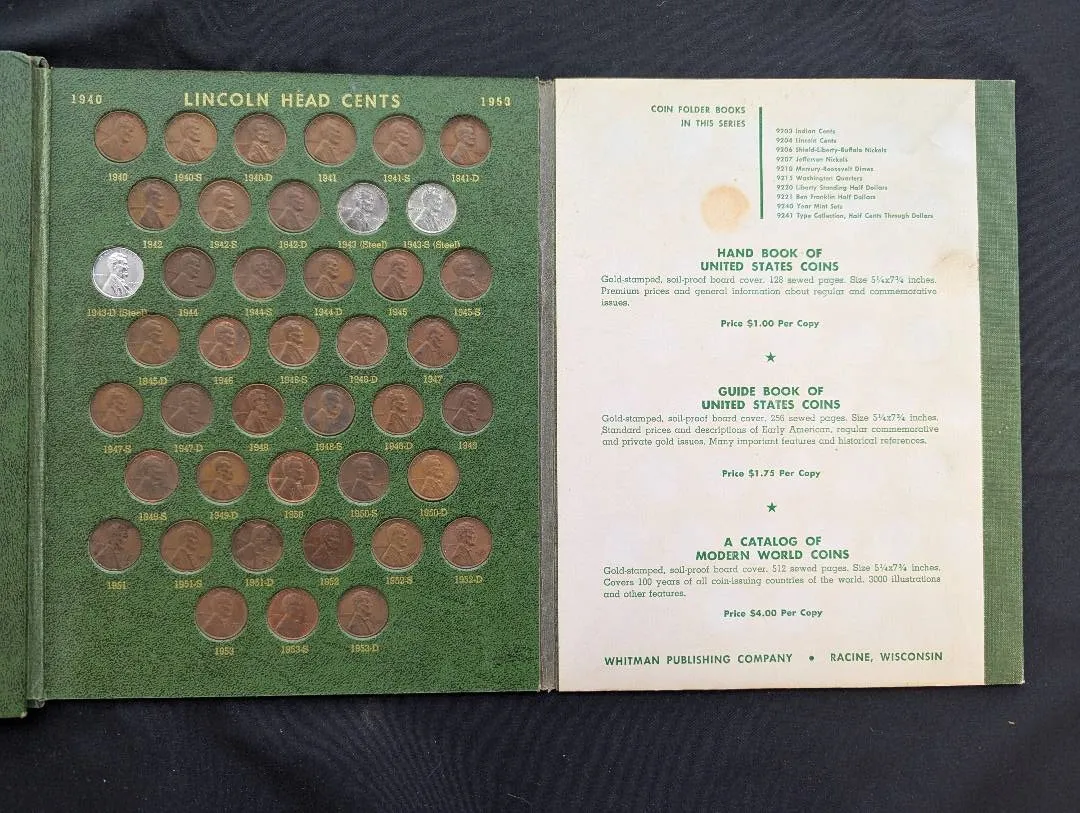 1940 LINCOLN HEAD CENTS 1953
1940 1940-S 1940-D 1941 1941-S 1941-D
1942 1942-S 1942-D 1943 (Steel) 1943-S (Steel)
1943-D (Steel) 1944 1944-S 1944-D 1945 1945-S
1945-D 1946 1946-S 1946-D 1947
1947-S 1947-D 1948 1948-S 1948-D 1949
1949-S 1949-D 1950 1950-S 1950-D
1951 1951-S 1951-D 1952 1952-S 1952-D
1953 1953-S 1953-D
COIN FOLDER BOOKS
IN THIS SERIES
9203 Indian Cents
9204 Lincoln Cents
9206 Shield-Liberty-Buffalo Nickels
9207 Jefferson Nickels
9210 Mercury-Roosevelt Dimes
9215 Washington Quarters
9220 Liberty Standing Half Dollars
9221 Ben Franklin Half Dollars
9240 Year Mint Sets
9241 Type Collection, Half Cents Through Dollars
HAND BOOK OF
UNITED STATES COINS
Gold-stamped, soil-proof board cover. 128 sewed pages. Size 5¼x7¾ inches.
Premium prices and general information about regular and commemorative
issues.
Price $1.00 Per Copy
GUIDE BOOK OF
UNITED STATES COINS
Gold-stamped, soil-proof board cover. 256 sewed pages. Size 5¼x7¾ inches.
Standard prices and descriptions of Early American, regular commemorative
and private gold issues. Many important features and historical references.
Price $1.75 Per Copy
A CATALOG OF
MODERN WORLD COINS
Gold-stamped, soil-proof board cover. 512 sewed pages. Size 5¼x7¾ inches.
Covers 100 years of all coin-issuing countries of the world. 3000 illustrations
and other features.
Price $4.00 Per Copy
WHITMAN PUBLISHING COMPANY • RACINE, WISCONSIN